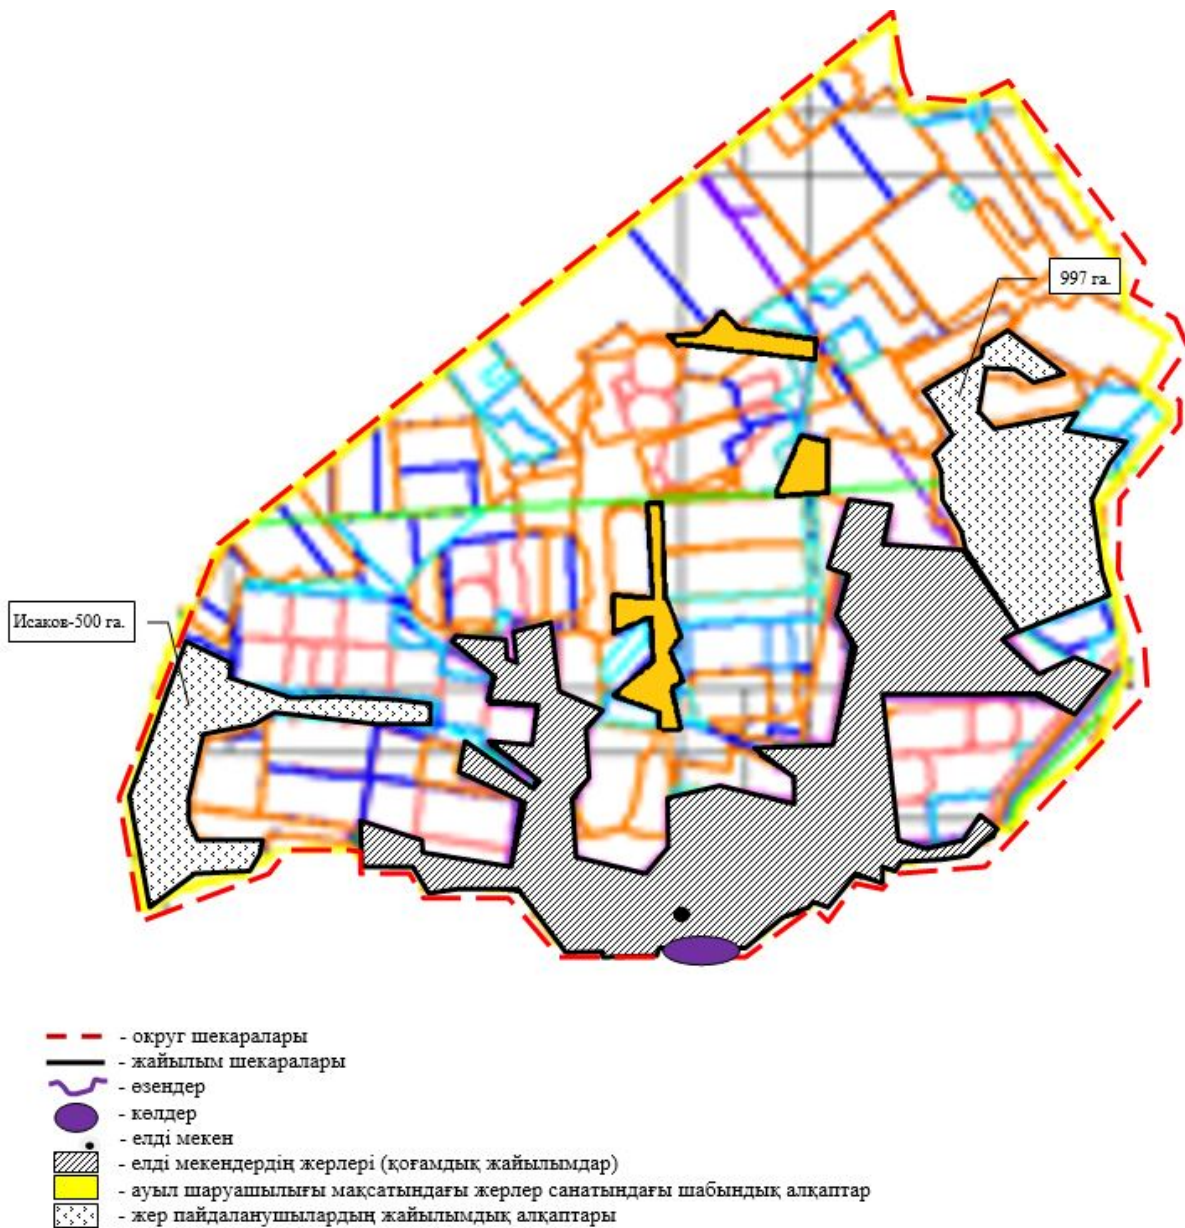 997 га.
Исаков-500 га.
- округ шекаралары
- жайылым шекаралары
- өзендер
- көлдер
- елді мекен
- елді мекендердің жерлері (қоғамдық жайылымдар)
- ауыл шаруашылығы мақсатындағы жерлер санатындағы шабындық алқаптар
- жер пайдаланушылардың жайылымдық алқаптары